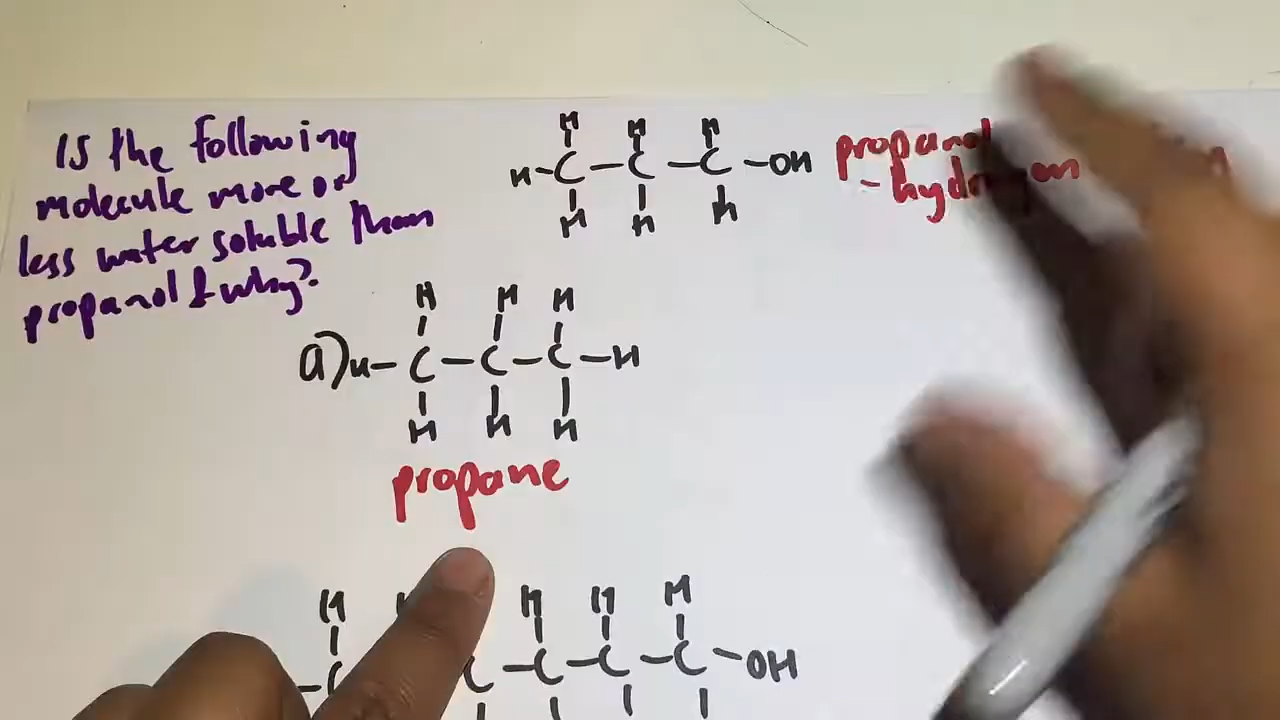 Is the following
molecule more or
less water soluble than
propanol & why?
H H H
H-C-C-C-OH
H H H
propanol
- hydrogen
H H H
a) H-C-C-C-H
H H H
propane
H H H H H
C C C-C-C-OH